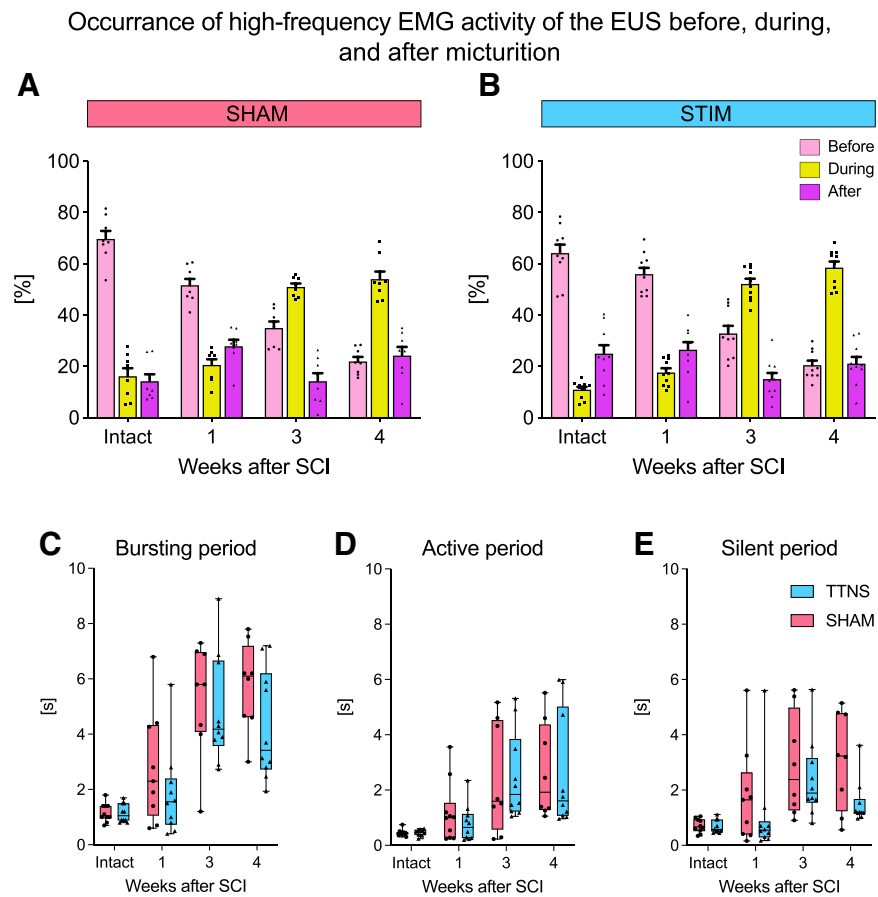 Occurrance of high-frequency EMG activity of the EUS before, during,
and after micturition
A
SHAM
100
80
60
40
20
0
[%]
Intact
1
3
4
Weeks after SCI
B
STIM
Before
During
After
100
80
60
40
20
0
[%]
Intact
1
3
4
Weeks after SCI
C
Bursting period
10
8
6
4
2
0
[s]
Intact
1
3
4
Weeks after SCI
D
Active period
10
8
6
4
2
0
[s]
Intact
1
3
4
Weeks after SCI
E
Silent period
TTNS
SHAM
10
8
6
4
2
0
[s]
Intact
1
3
4
Weeks after SCI